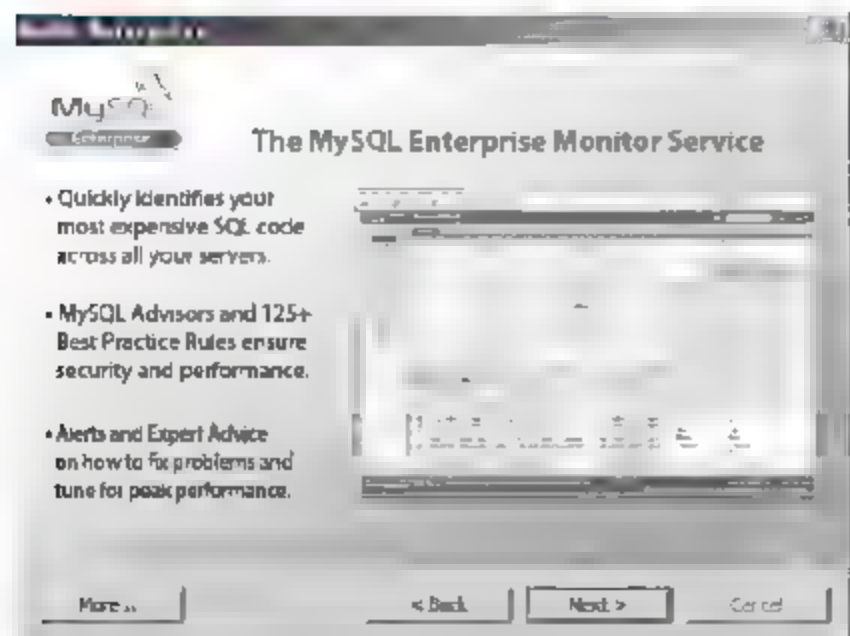 MySQL
Enterprise
The MySQL Enterprise Monitor Service
• Quickly identifies your
most expensive SQL code
across all your servers.
• MySQL Advisors and 125+
Best Practice Rules ensure
security and performance.
• Alerts and Expert Advice
on how to fix problems and
tune for peak performance.
More...
< Back
Next >
Cancel